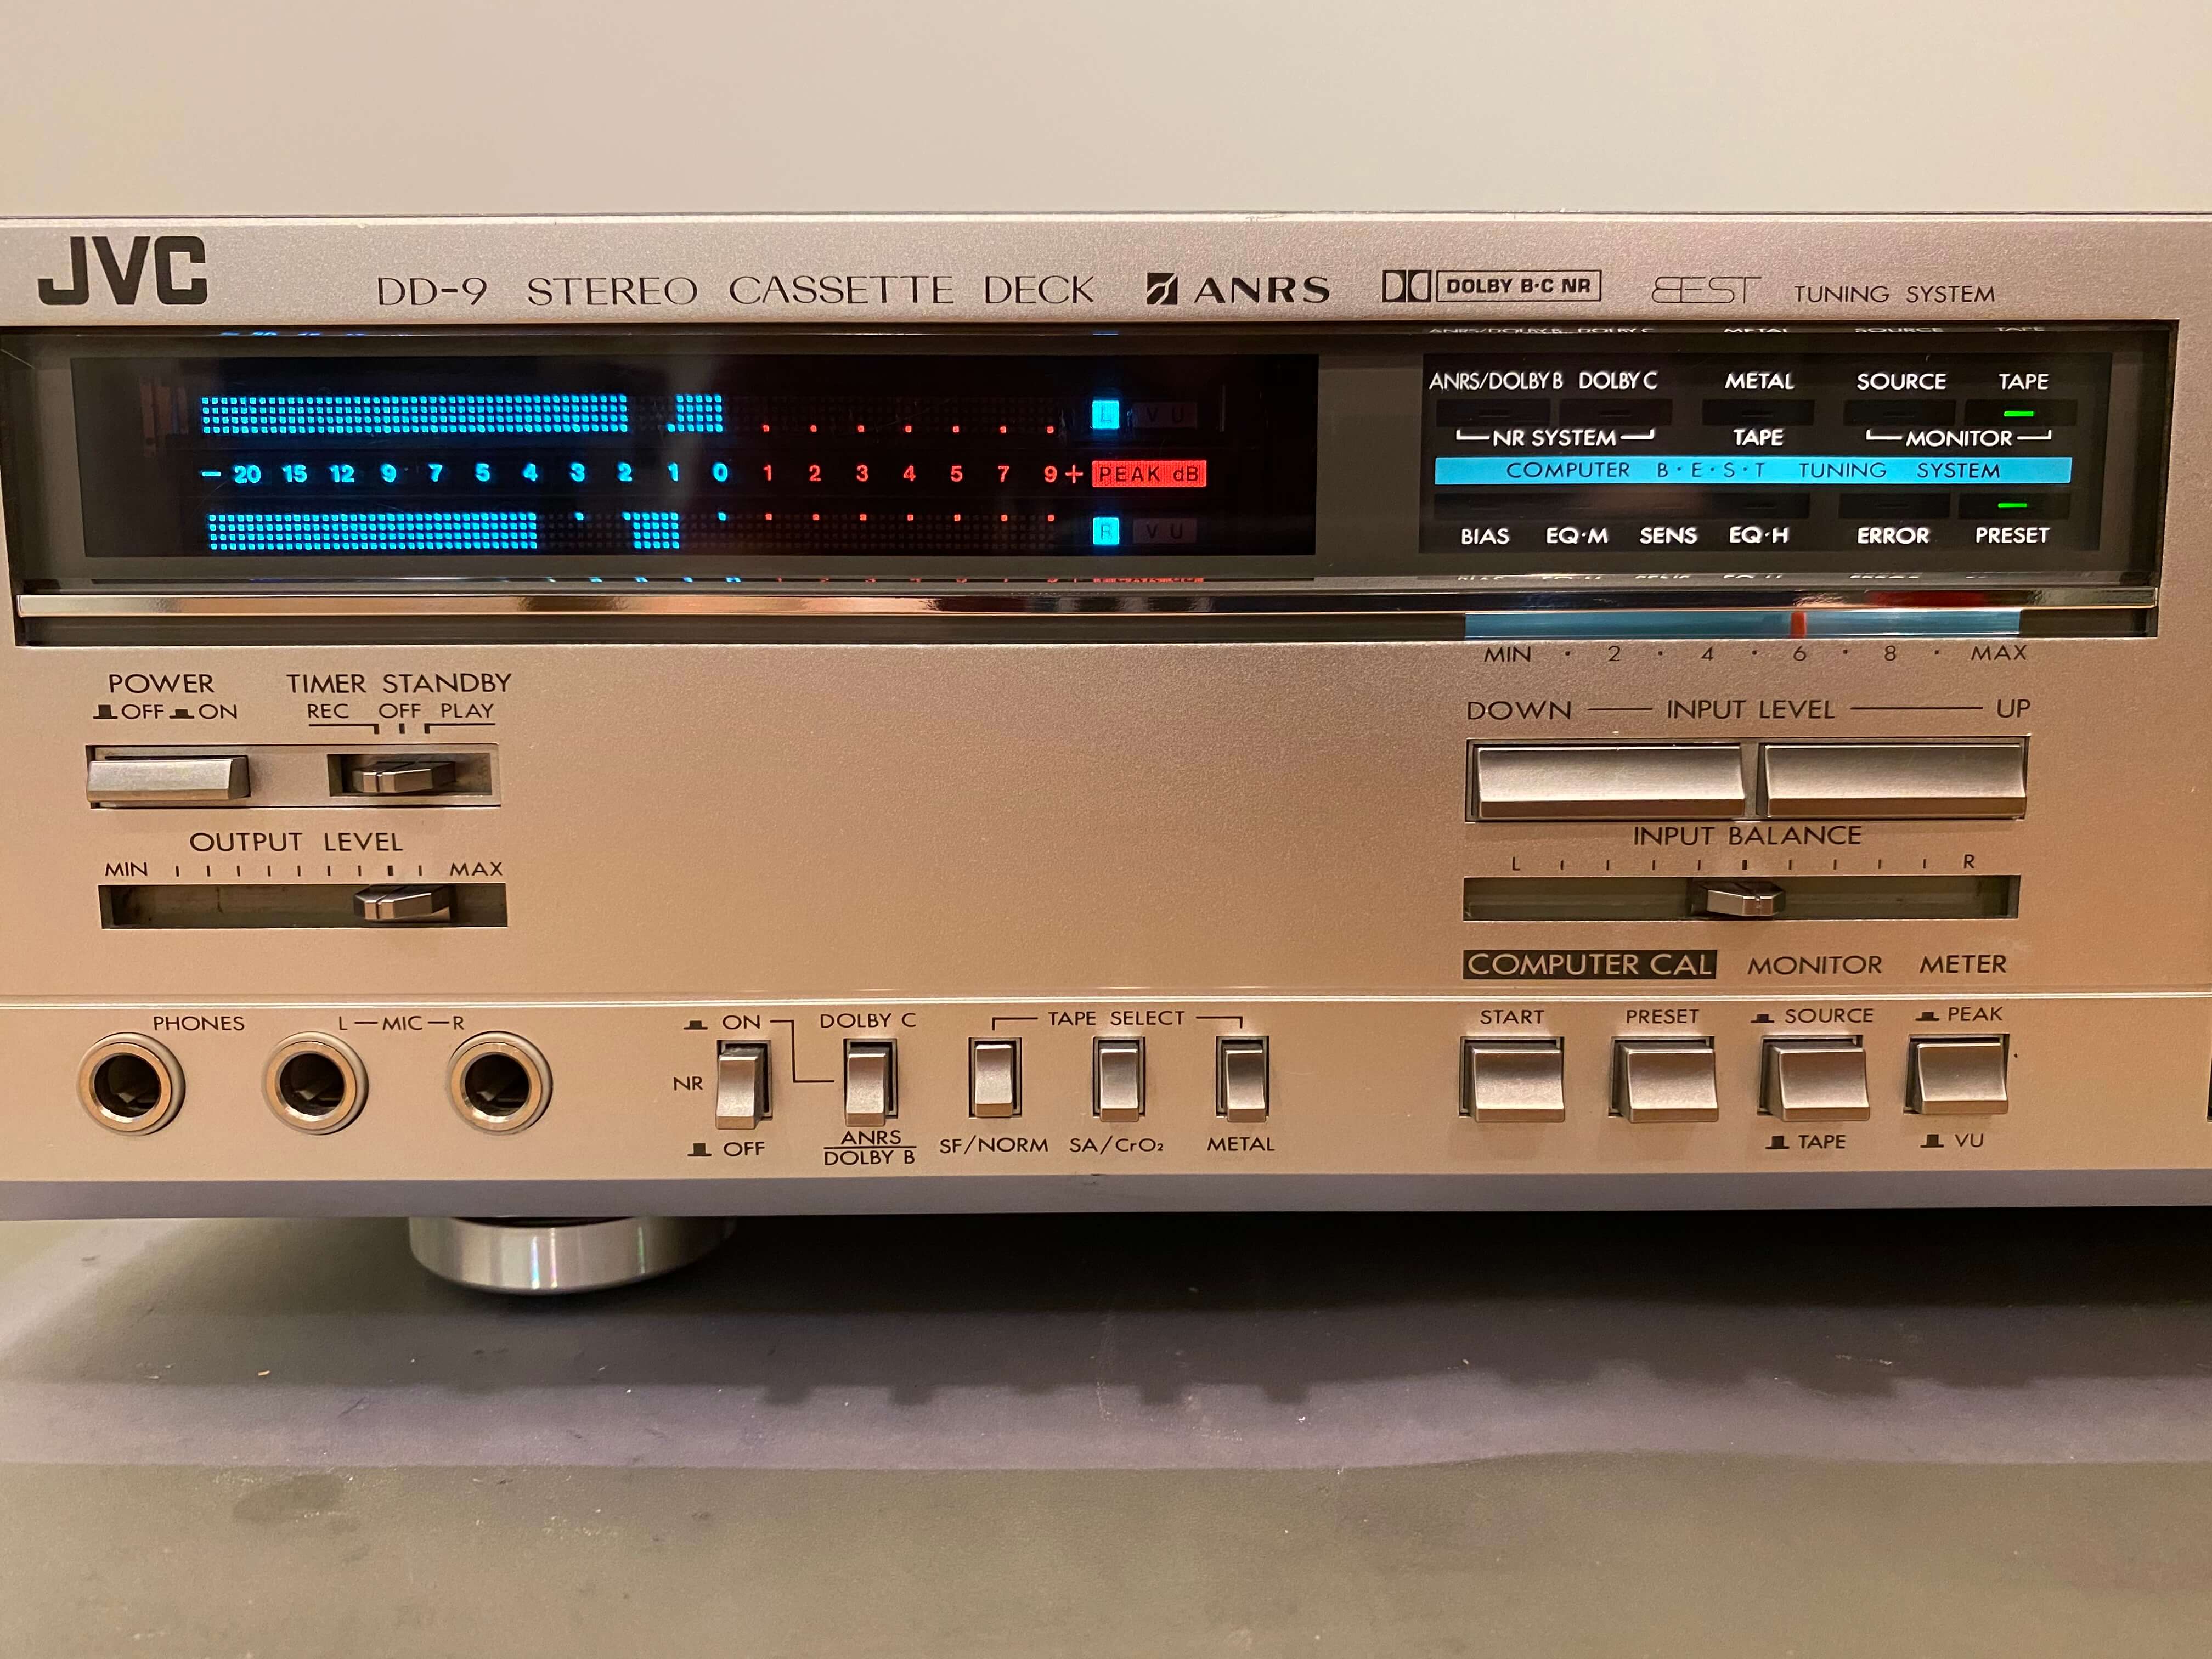 JVC DD-9 STEREO CASSETTE DECK ANRS DOLBY B·C NR BEST TUNING SYSTEM
L VU
- 20 15 12 9 7 5 4 3 2 1 0 1 2 3 4 5 7 9 + PEAK dB
R VU
ANRS/DOLBY B DOLBY C METAL SOURCE TAPE
NR SYSTEM TAPE MONITOR
COMPUTER B·E·S·T TUNING SYSTEM
BIAS EQ·M SENS EQ·H ERROR PRESET
MIN · 2 · 4 · 6 · 8 · MAX
DOWN INPUT LEVEL UP
POWER
OFF ON
TIMER STANDBY
REC OFF PLAY
OUTPUT LEVEL
MIN MAX
INPUT BALANCE
L R
COMPUTER CAL MONITOR METER
PHONES L MIC R
NR
ON
OFF
DOLBY C
ANRS
DOLBY B
TAPE SELECT
SF/NORM SA/CrO₂ METAL
START PRESET
SOURCE
TAPE
PEAK
VU